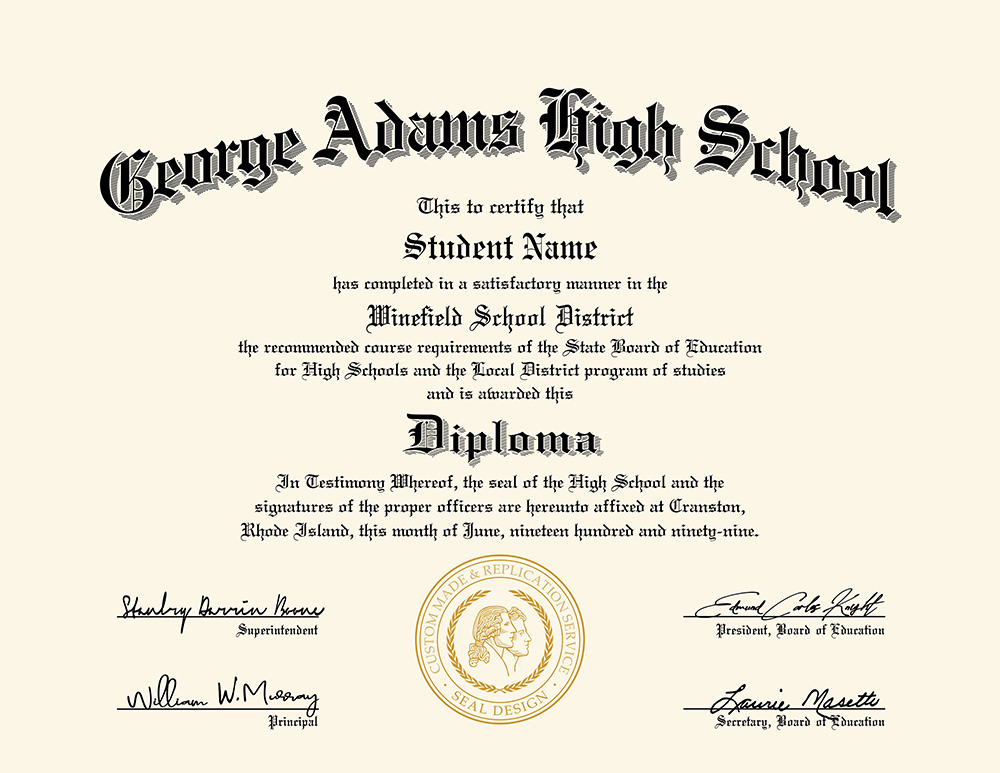 George Adams High School
This to certify that
Student Name
has completed in a satisfactory manner in the
Winefield School District
the recommended course requirements of the State Board of Education
for High Schools and the Local District program of studies
and is awarded this
Diploma
In Testimony Whereof, the seal of the High School and the
signatures of the proper officers are hereunto affixed at Cranston,
Rhode Island, this month of June, nineteen hundred and ninety-nine.
Stanlry Darrin Boone
Superintendent
Edmund Carlos Knight
President, Board of Education
CUSTOM MADE & REPLICATION SERVICE
· SEAL DESIGN ·
William W. Murray
Principal
Laurie Masetti
Secretary, Board of Education